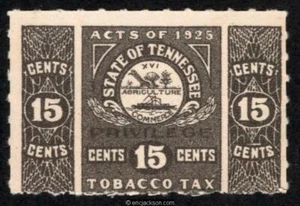 ACTS OF 1925
STATE OF TENNESSEE
XVI
AGRICULTURE
COMMERCE
PRIVILEGE
CENTS 15 CENTS
CENTS 15 CENTS
CENTS 15 CENTS
TOBACCO TAX
© ericjackson.com